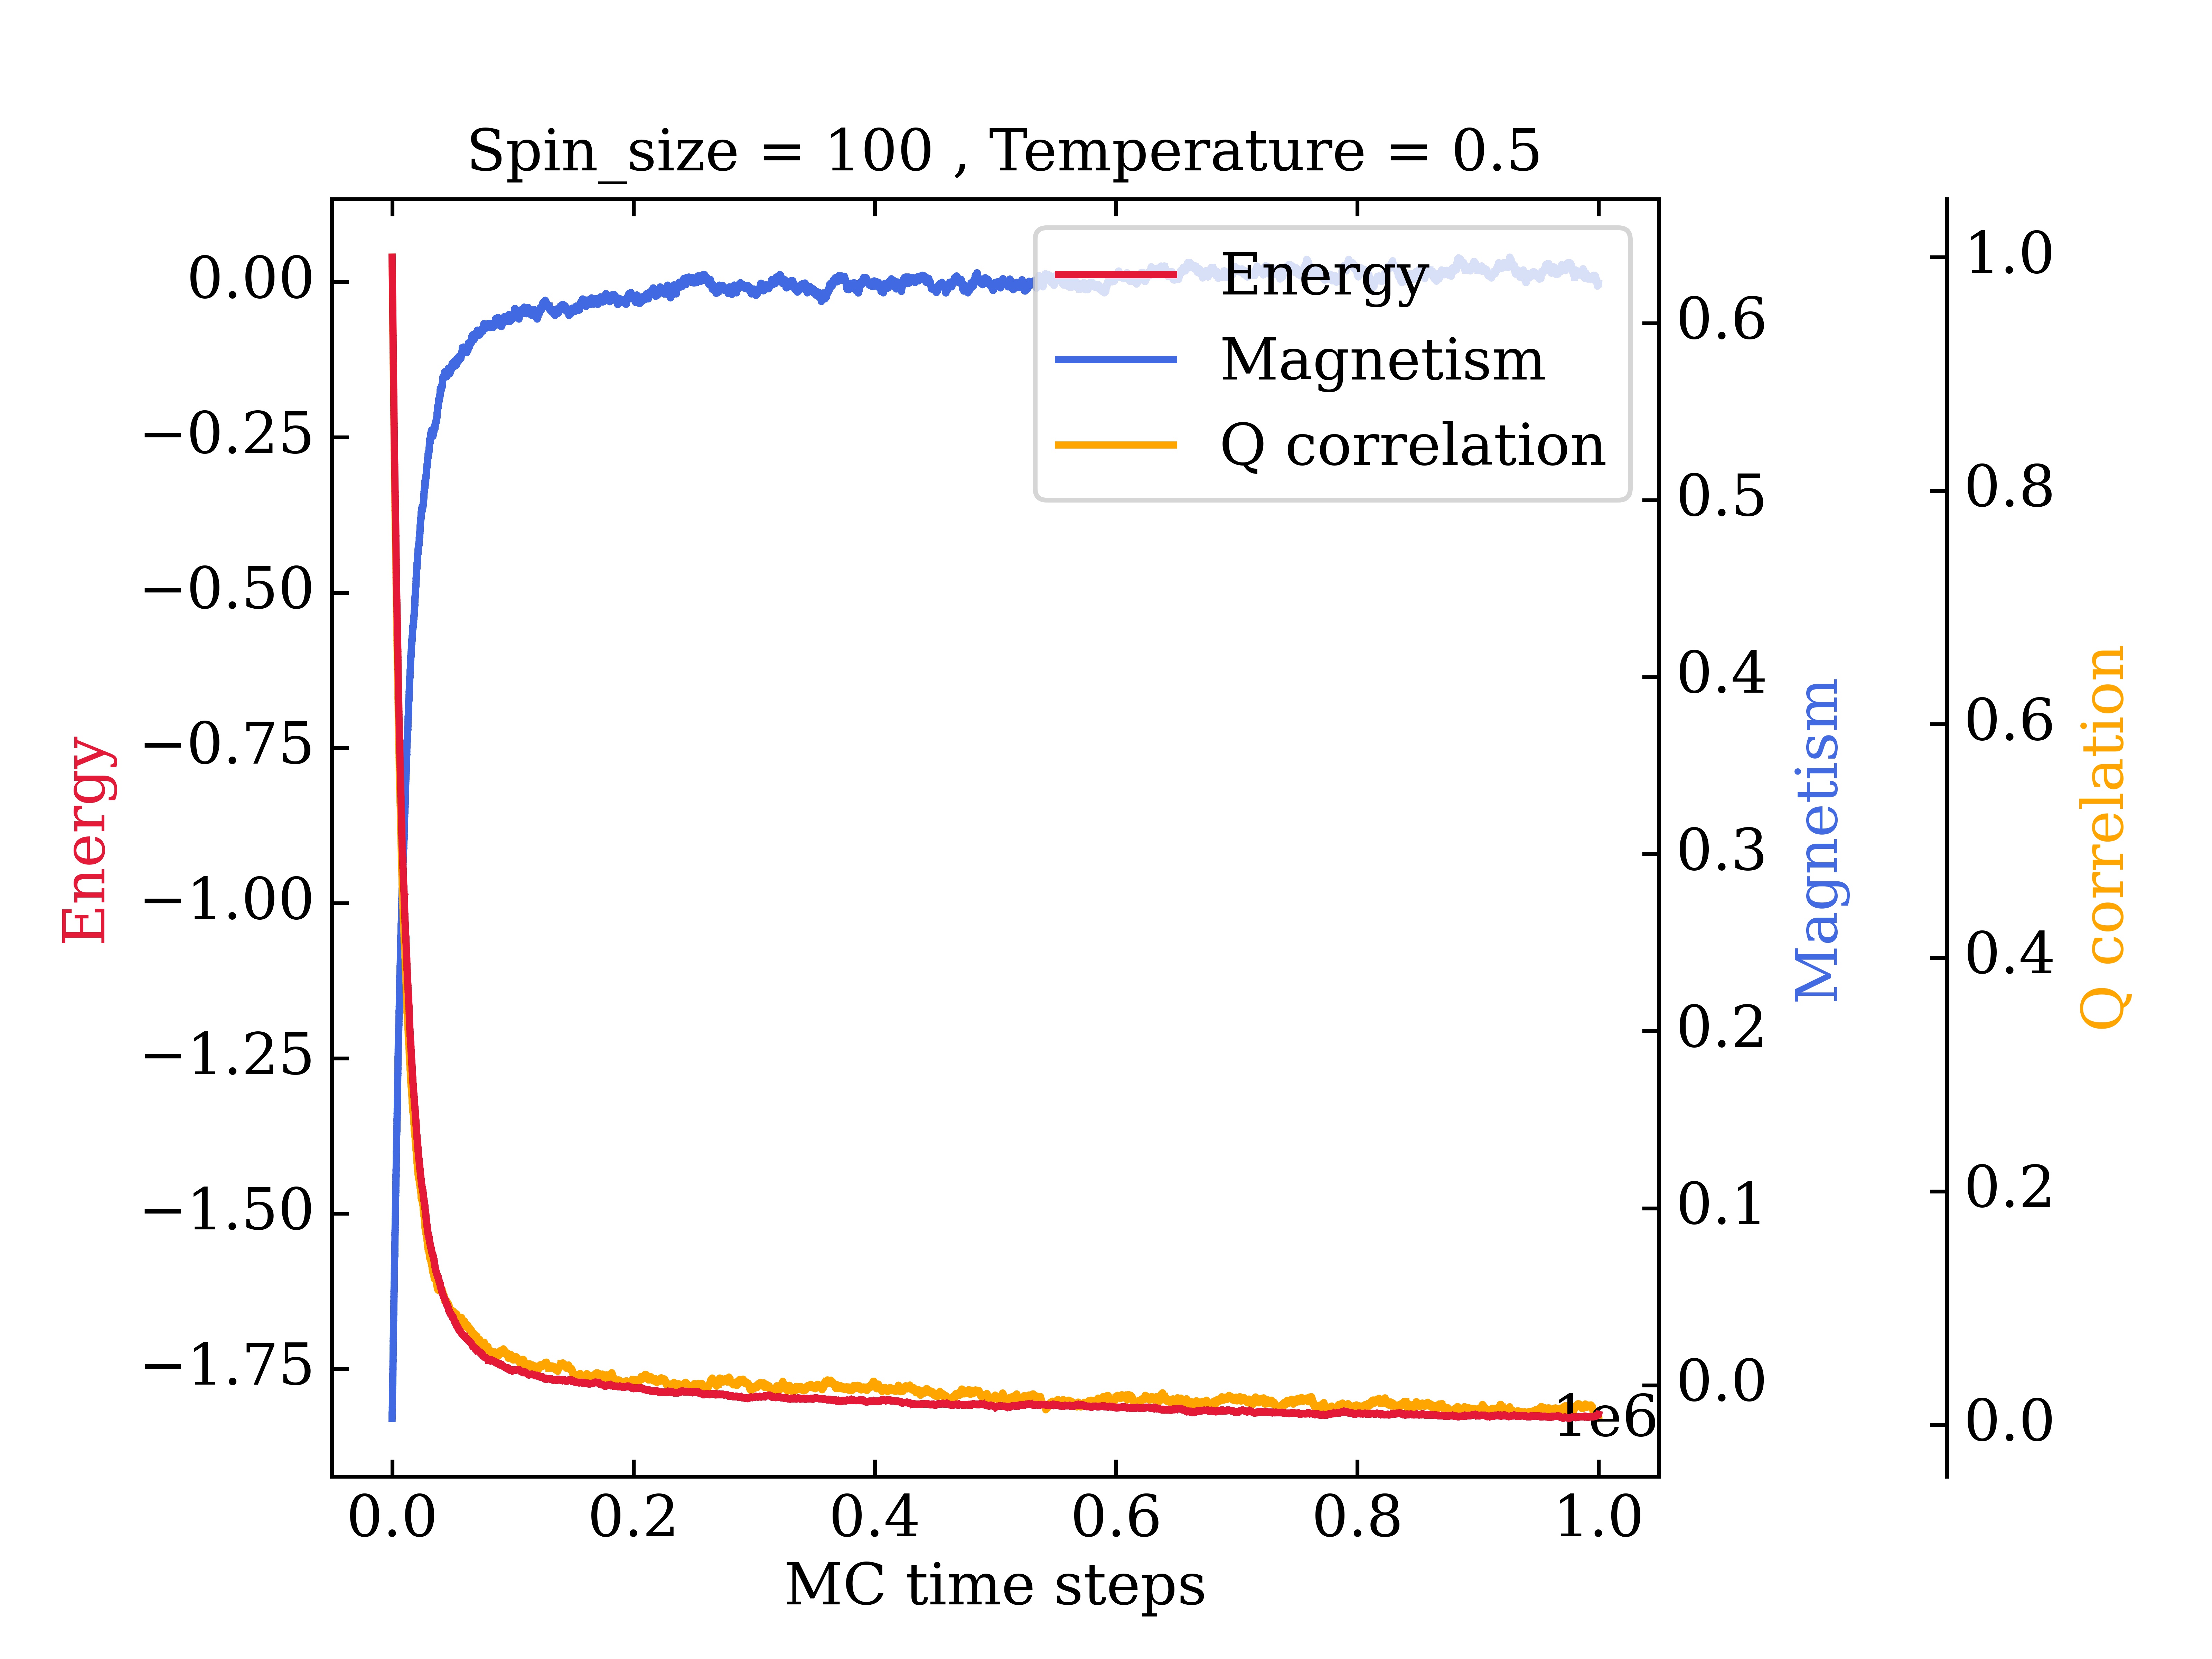 Spin_size = 100 , Temperature = 0.5
Energy
Magnetism
Q correlation
0.00
−0.25
−0.50
−0.75
−1.00
−1.25
−1.50
−1.75
Energy
0.6
0.5
0.4
0.3
0.2
0.1
0.0
Magnetism
1.0
0.8
0.6
0.4
0.2
0.0
Q correlation
1e6
0.0 0.2 0.4 0.6 0.8 1.0
MC time steps